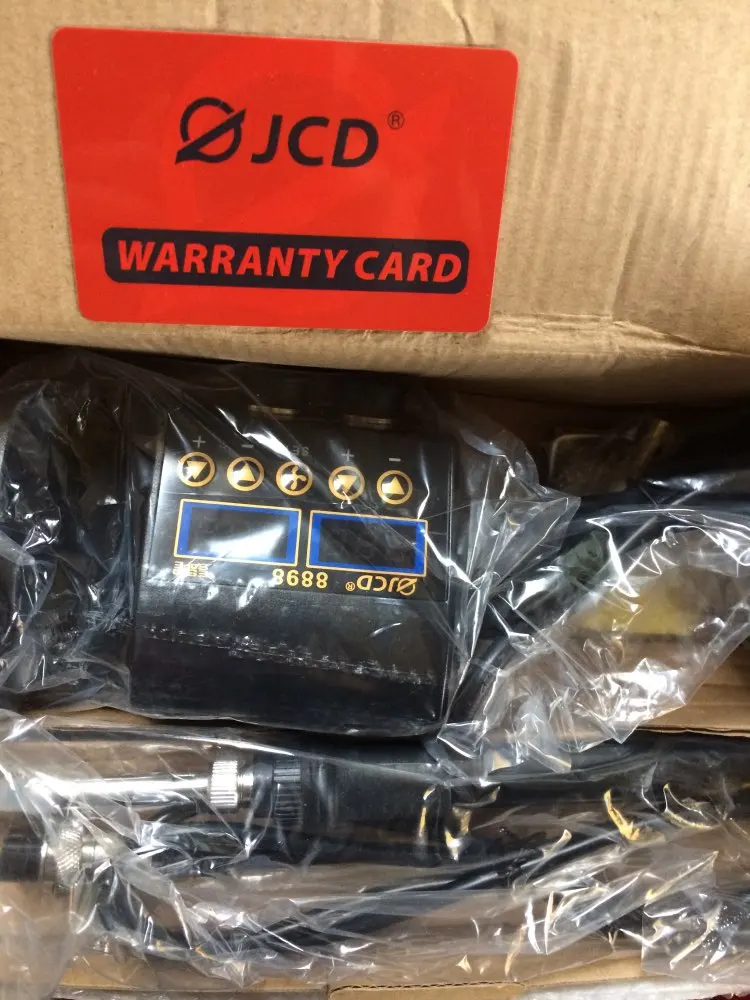 JCD®
WARRANTY CARD
+ − + −
JCD® 8898